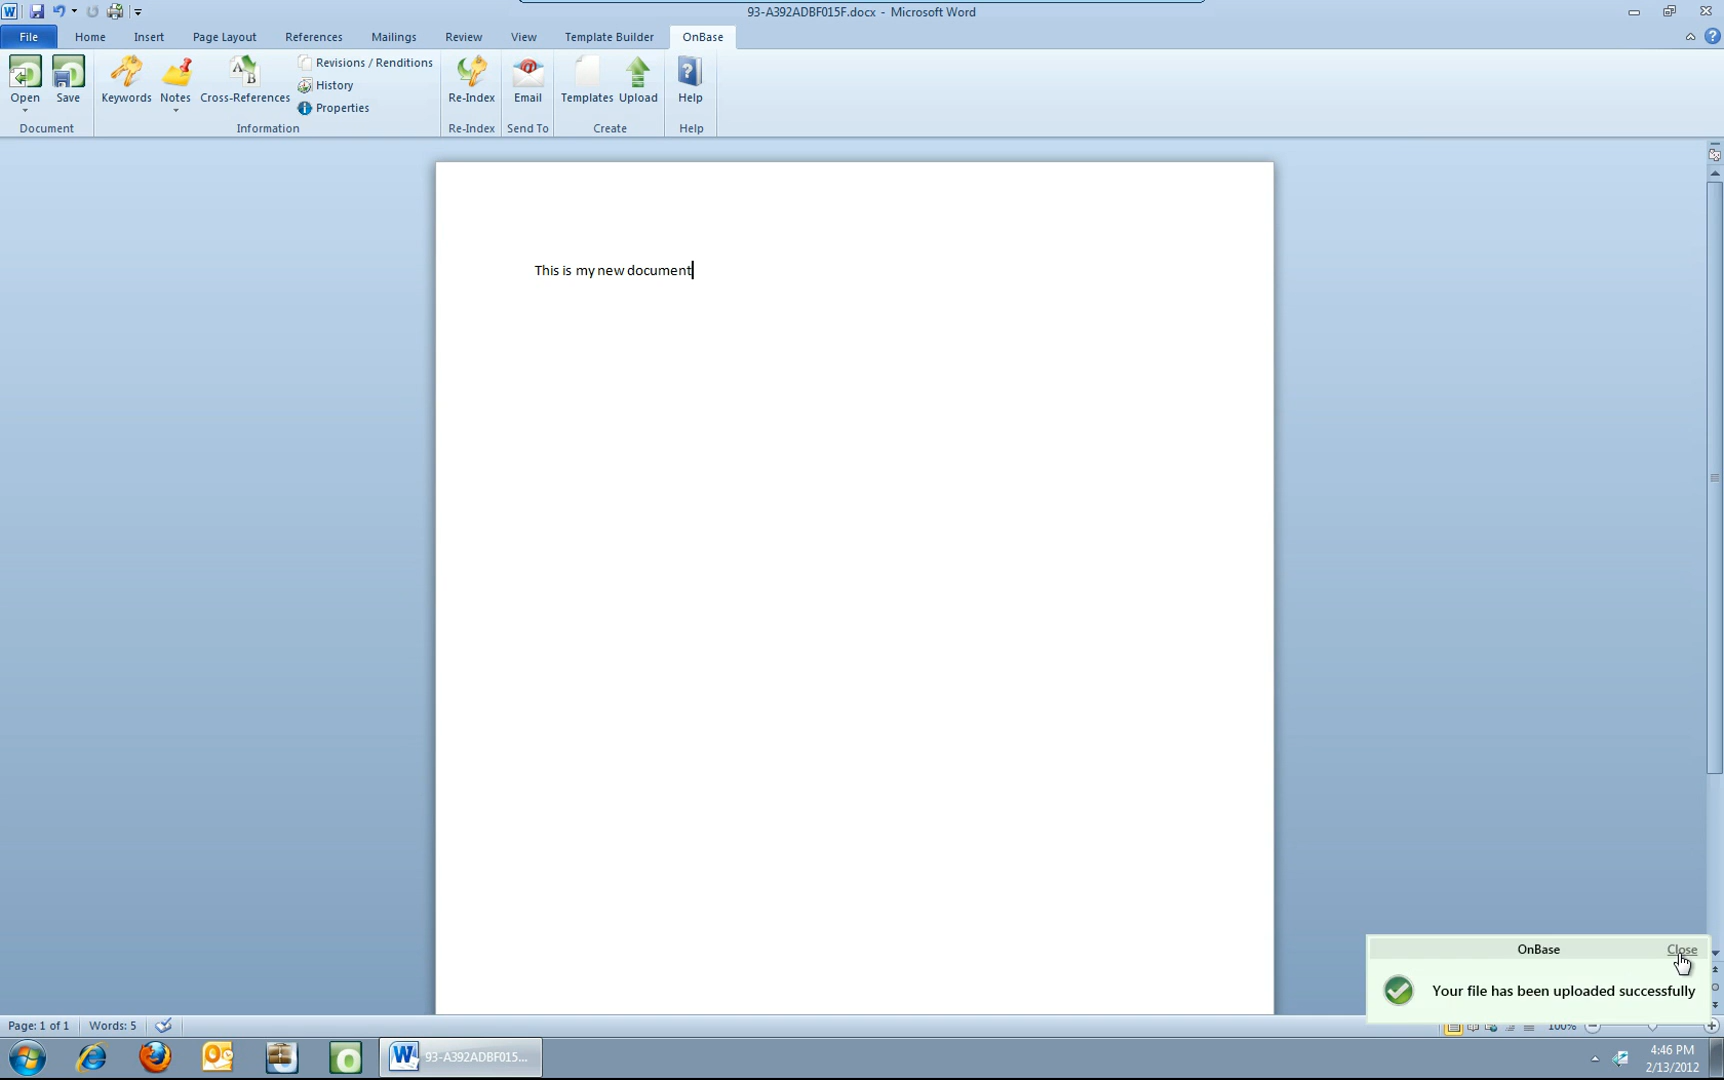 93-A392ADBF015F.docx - Microsoft Word
File Home Insert Page Layout References Mailings Review View Template Builder OnBase
Open Save Keywords Notes Cross-References Revisions / Renditions Re-Index Email Templates Upload Help
History
Properties
Document Information Re-Index Send To Create Help
This is my new document
OnBase Close
Your file has been uploaded successfully
Page: 1 of 1 Words: 5 100%
93-A392ADBF015...
4:46 PM
2/13/2012